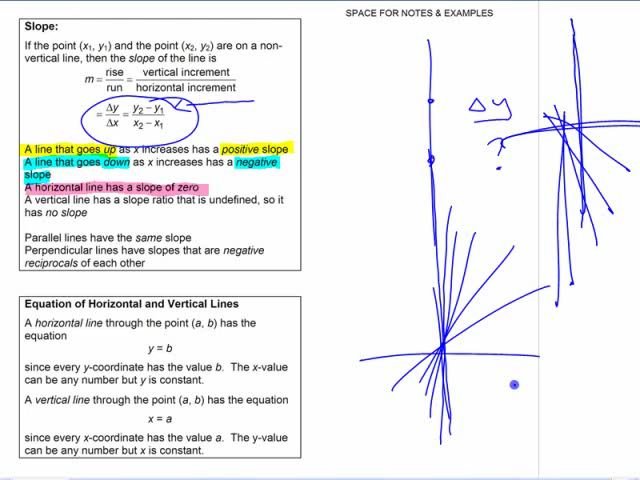 SPACE FOR NOTES & EXAMPLES
Slope:
If the point (x₁, y₁) and the point (x₂, y₂) are on a non-
vertical line, then the slope of the line is
m = rise/run = vertical increment/horizontal increment
= Δy/Δx = y₂ – y₁/x₂ – x₁
A line that goes up as x increases has a positive slope
A line that goes down as x increases has a negative
slope
A horizontal line has a slope of zero
A vertical line has a slope ratio that is undefined, so it
has no slope
Parallel lines have the same slope
Perpendicular lines have slopes that are negative
reciprocals of each other
Equation of Horizontal and Vertical Lines
A horizontal line through the point (a, b) has the
equation
y = b
since every y-coordinate has the value b. The x-value
can be any number but y is constant.
A vertical line through the point (a, b) has the equation
x = a
since every x-coordinate has the value a. The y-value
can be any number but x is constant.
Δy